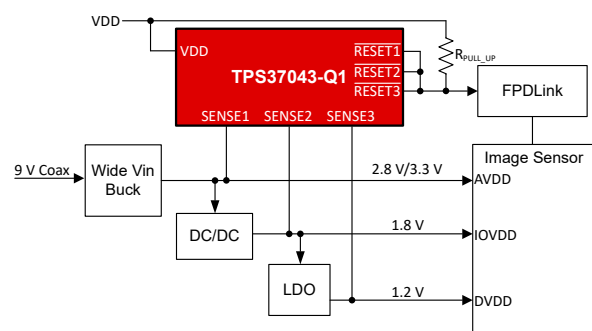 VDD
VDD
RESET1
RPULL_UP
TPS37043-Q1
RESET2
RESET3
FPDLink
SENSE1 SENSE2 SENSE3
Image Sensor
9 V Coax
Wide Vin
Buck
2.8 V/3.3 V
AVDD
DC/DC
1.8 V
IOVDD
LDO
1.2 V
DVDD